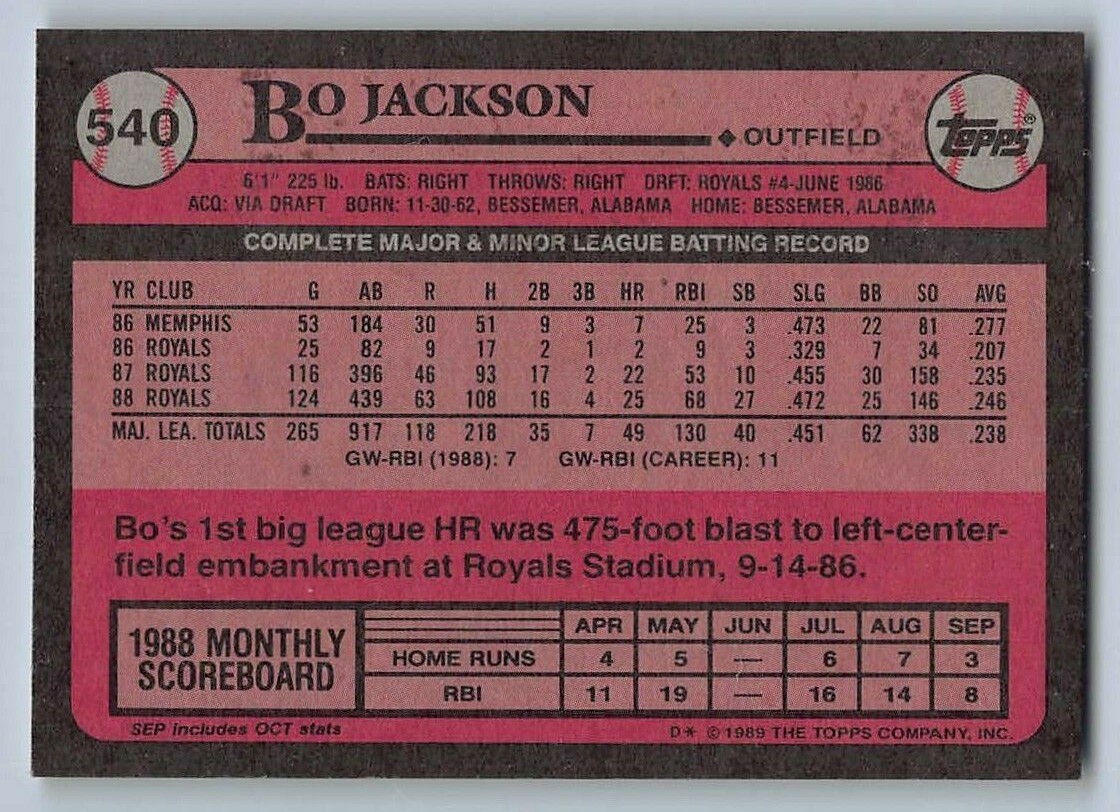 540
BO JACKSON
◆ OUTFIELD
TOPPS®
6'1" 225 lb. BATS: RIGHT THROWS: RIGHT DRFT: ROYALS #4-JUNE 1986
ACQ: VIA DRAFT BORN: 11-30-62, BESSEMER, ALABAMA HOME: BESSEMER, ALABAMA
COMPLETE MAJOR & MINOR LEAGUE BATTING RECORD
YR CLUB G AB R H 2B 3B HR RBI SB SLG BB SO AVG
86 MEMPHIS 53 184 30 51 9 3 7 25 3 .473 22 81 .277
86 ROYALS 25 82 9 17 2 1 2 9 3 .329 7 34 .207
87 ROYALS 116 396 46 93 17 2 22 53 10 .455 30 158 .235
88 ROYALS 124 439 63 108 16 4 25 68 27 .472 25 146 .246
MAJ. LEA. TOTALS 265 917 118 218 35 7 49 130 40 .451 62 338 .238
GW-RBI (1988): 7 GW-RBI (CAREER): 11
Bo's 1st big league HR was 475-foot blast to left-center-
field embankment at Royals Stadium, 9-14-86.
1988 MONTHLY
SCOREBOARD
APR MAY JUN JUL AUG SEP
HOME RUNS 4 5 — 6 7 3
RBI 11 19 — 16 14 8
SEP includes OCT stats
D* © 1989 THE TOPPS COMPANY, INC.